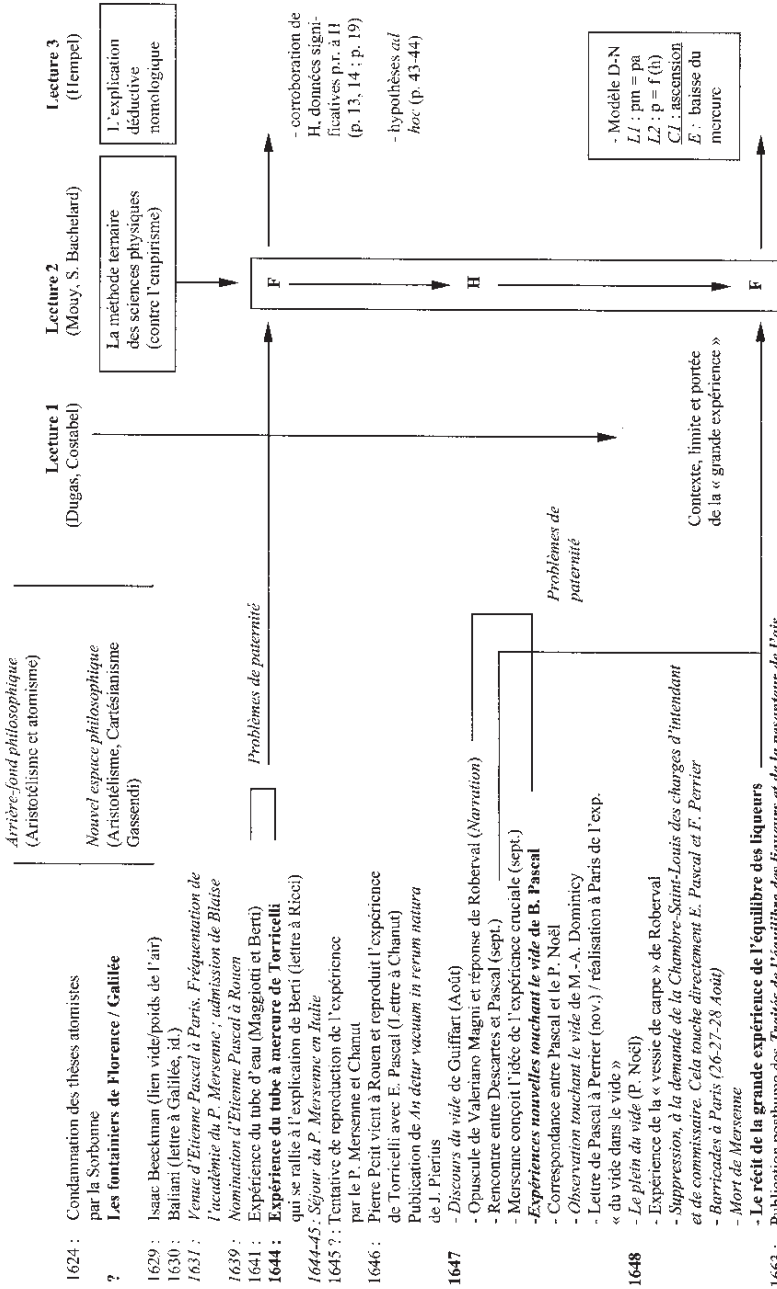 Arrière-fond philosophique
(Aristotélisme et atomisme)
Nouvel espace philosophique
(Aristotélisme, Cartésianisme
Gassendi)
Lecture 1
(Dugas, Costabel)
Lecture 2
(Mouy, S. Bachelard)
Lecture 3
(Hempel)
La méthode ternaire
des sciences physiques
(contre l'empirisme)
L'explication
déductive
nomologique
1624 : Condamnation des thèses atomistes
par la Sorbonne
? Les fontainiers de Florence / Galilée
1629 : Isaac Beeckman (lien vide/poids de l'air)
1630 : Baliani (lettre à Galilée, id.)
1631 : Venue d'Etienne Pascal à Paris. Fréquentation de
l'académie du P. Mersenne ; admission de Blaise
1639 : Nomination d'Etienne Pascal à Rouen
1641 : Expérience du tube d'eau (Maggiotti et Berti)
1644 : Expérience du tube à mercure de Torricelli
qui se rallie à l'explication de Berti (lettre à Ricci)
Problèmes de paternité
F
- corroboration de
H, données signi-
ficatives p.r. à H
(p. 13, 14 ; p. 19)
- hypothèses ad
hoc (p. 43-44)
1644-45 : Séjour du P. Mersenne en Italie
1645 ? : Tentative de reproduction de l'expérience
par le P. Mersenne et Chanut
1646 : Pierre Petit vient à Rouen et reproduit l'expérience
de Torricelli avec E. Pascal (Lettre à Chanut)
Publication de An detur vacuum in rerum natura
de J. Pierius
1647 - Discours du vide de Guiffart (Août)
- Opuscule de Valeriano Magni et réponse de Roberval (Narration)
- Rencontre entre Descartes et Pascal (sept.)
- Mersenne conçoit l'idée de l'expérience cruciale (sept.)
-Expériences nouvelles touchant le vide de B. Pascal
- Correspondance entre Pascal et le P. Noël
- Observation touchant le vide de M.-A. Dominicy
- Lettre de Pascal à Perrier (nov.) / réalisation à Paris de l'exp.
« du vide dans le vide »
Problèmes de
paternité
H
1648 - Le plein du vide (P. Noël)
- Expérience de la « vessie de carpe » de Roberval
- Suppression, à la demande de la Chambre-Saint-Louis des charges d'intendant
et de commissaire. Cela touche directement E. Pascal et F. Perrier
- Barricades à Paris (26-27-28 Août)
- Mort de Mersenne
- Le récit de la grande expérience de l'équilibre des liqueurs
Contexte, limite et portée
de la « grande expérience »
F
- Modèle D-N
L1 : pm = pa
L2 : p = f (h)
C1 : ascension
E : baisse du
mercure
1663 : Publication posthume des Traités de l'équilibre des liqueurs et de la pesanteur de l'air